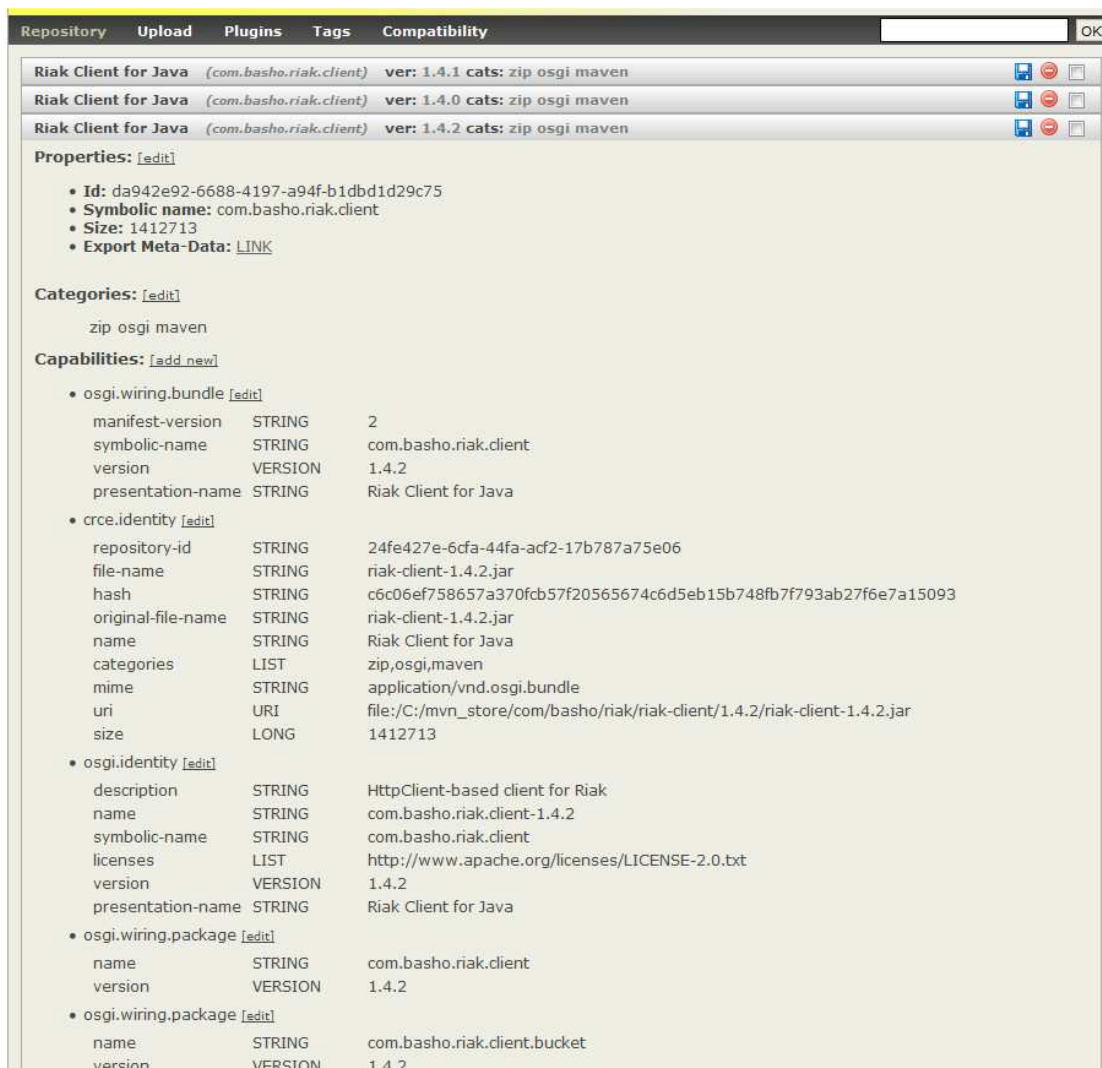 Repository Upload Plugins Tags Compatibility OK
Riak Client for Java (com.basho.riak.client) ver: 1.4.1 cats: zip osgi maven
Riak Client for Java (com.basho.riak.client) ver: 1.4.0 cats: zip osgi maven
Riak Client for Java (com.basho.riak.client) ver: 1.4.2 cats: zip osgi maven
Properties: [edit]
• Id: da942e92-6688-4197-a94f-b1dbd1d29c75
• Symbolic name: com.basho.riak.client
• Size: 1412713
• Export Meta-Data: LINK
Categories: [edit]
zip osgi maven
Capabilities: [add new]
• osgi.wiring.bundle [edit]
manifest-version STRING 2
symbolic-name STRING com.basho.riak.client
version VERSION 1.4.2
presentation-name STRING Riak Client for Java
• crce.identity [edit]
repository-id STRING 24fe427e-6cfa-44fa-acf2-17b787a75e06
file-name STRING riak-client-1.4.2.jar
hash STRING c6c06ef758657a370fcb57f20565674c6d5eb15b748fb7f793ab27f6e7a15093
original-file-name STRING riak-client-1.4.2.jar
name STRING Riak Client for Java
categories LIST zip,osgi,maven
mime STRING application/vnd.osgi.bundle
uri URI file:/C:/mvn_store/com/basho/riak/riak-client/1.4.2/riak-client-1.4.2.jar
size LONG 1412713
• osgi.identity [edit]
description STRING HttpClient-based client for Riak
name STRING com.basho.riak.client-1.4.2
symbolic-name STRING com.basho.riak.client
licenses LIST http://www.apache.org/licenses/LICENSE-2.0.txt
version VERSION 1.4.2
presentation-name STRING Riak Client for Java
• osgi.wiring.package [edit]
name STRING com.basho.riak.client
version VERSION 1.4.2
• osgi.wiring.package [edit]
name STRING com.basho.riak.client.bucket
version VERSION 1.4.2